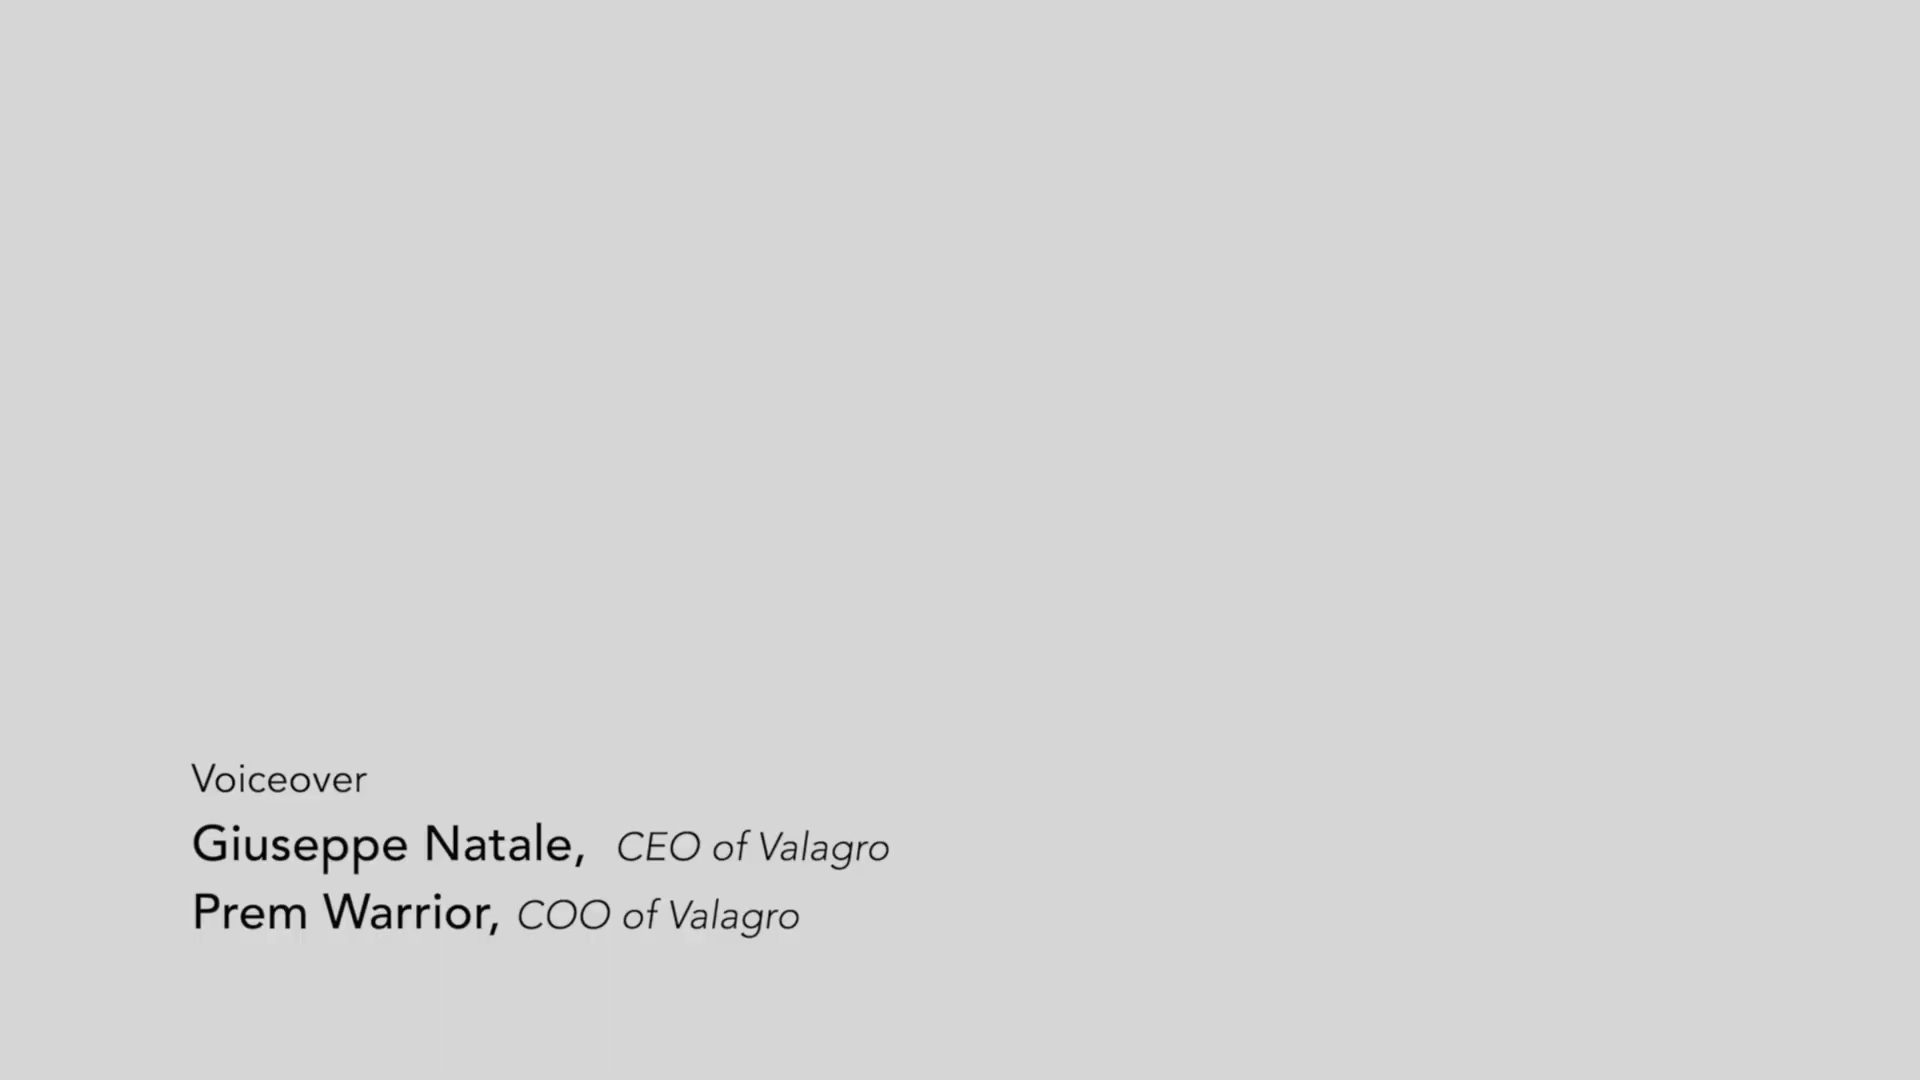 Voiceover
Giuseppe Natale, CEO of Valagro
Prem Warrior, COO of Valagro